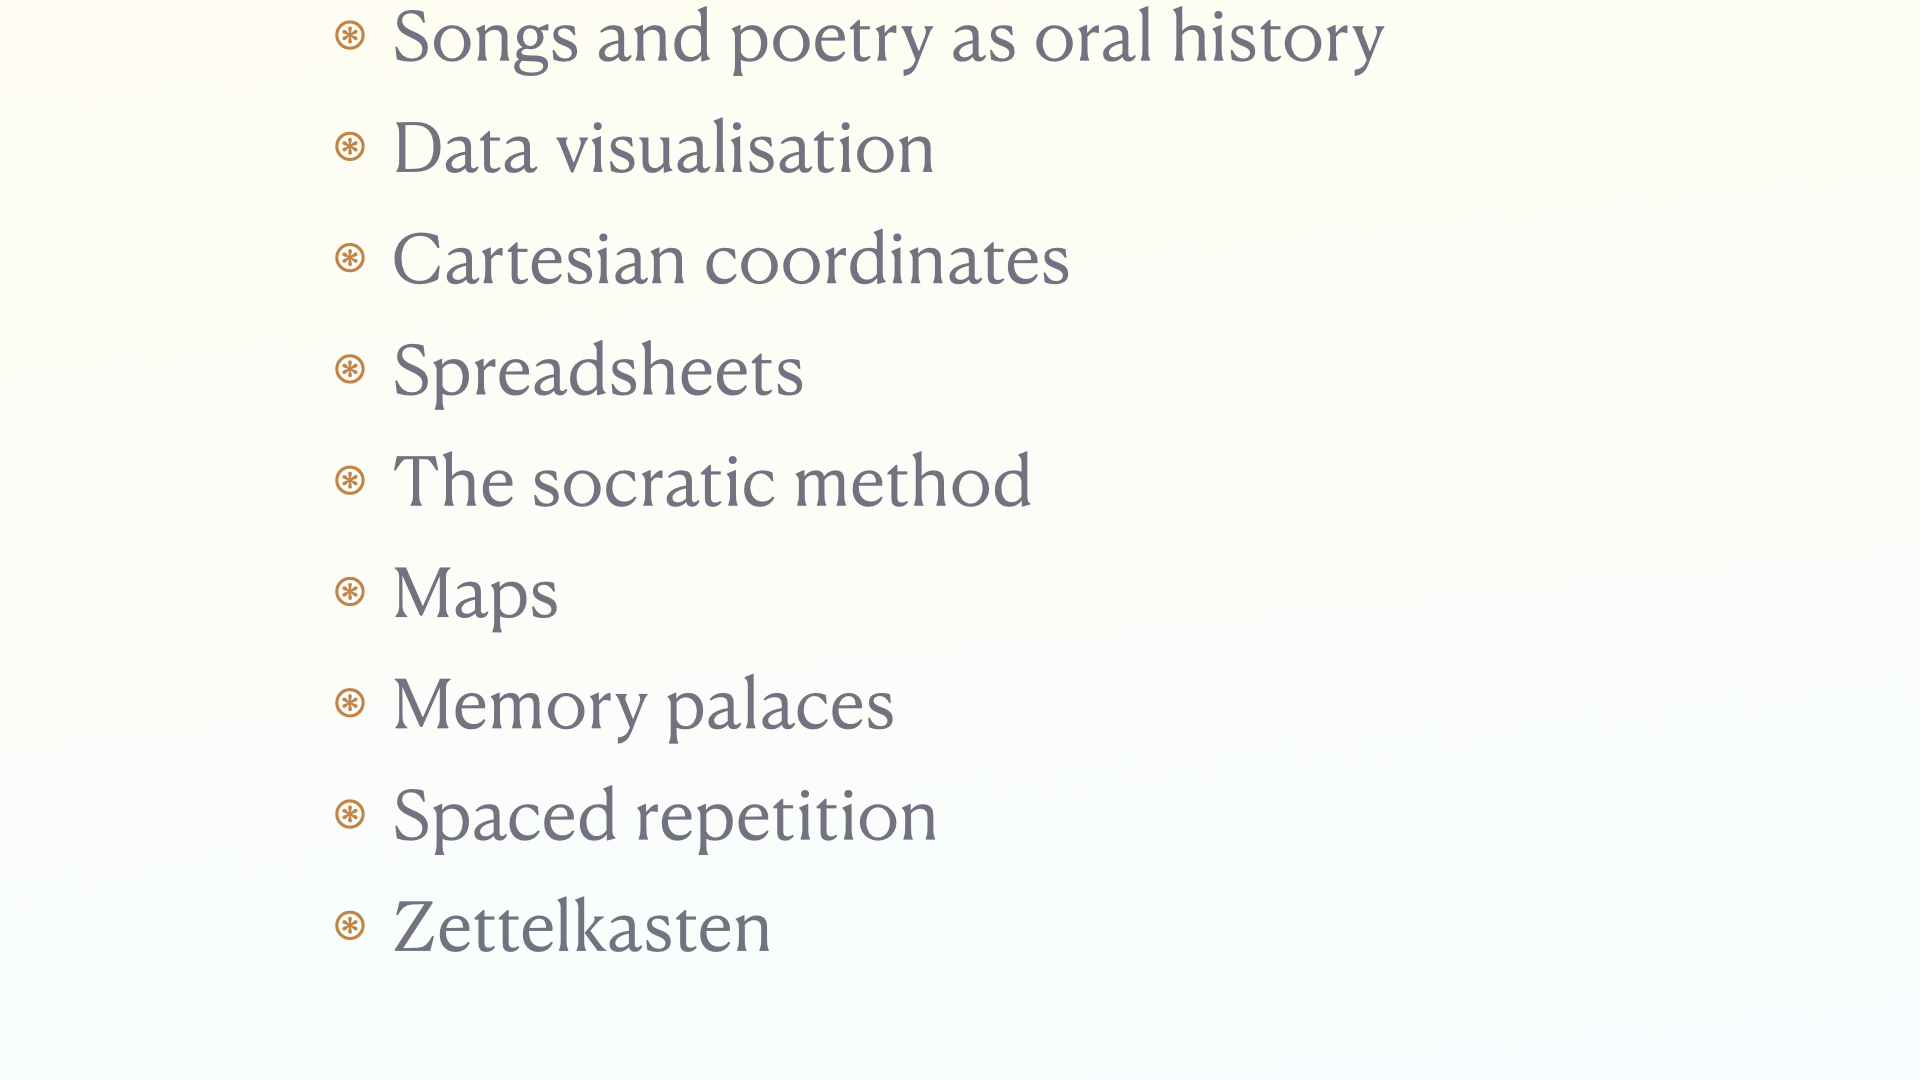 Songs and poetry as oral history
Data visualisation
Cartesian coordinates
Spreadsheets
The socratic method
Maps
Memory palaces
Spaced repetition
Zettelkasten